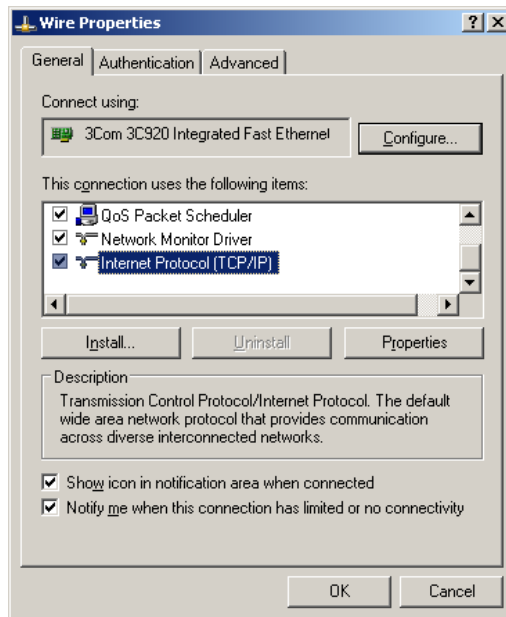 Wire Properties
General Authentication Advanced
Connect using:
3Com 3C920 Integrated Fast Ethernet
Configure...
This connection uses the following items:
QoS Packet Scheduler
Network Monitor Driver
Internet Protocol (TCP/IP)
Install... Uninstall Properties
Description
Transmission Control Protocol/Internet Protocol. The default
wide area network protocol that provides communication
across diverse interconnected networks.
Show icon in notification area when connected
Notify me when this connection has limited or no connectivity
OK Cancel